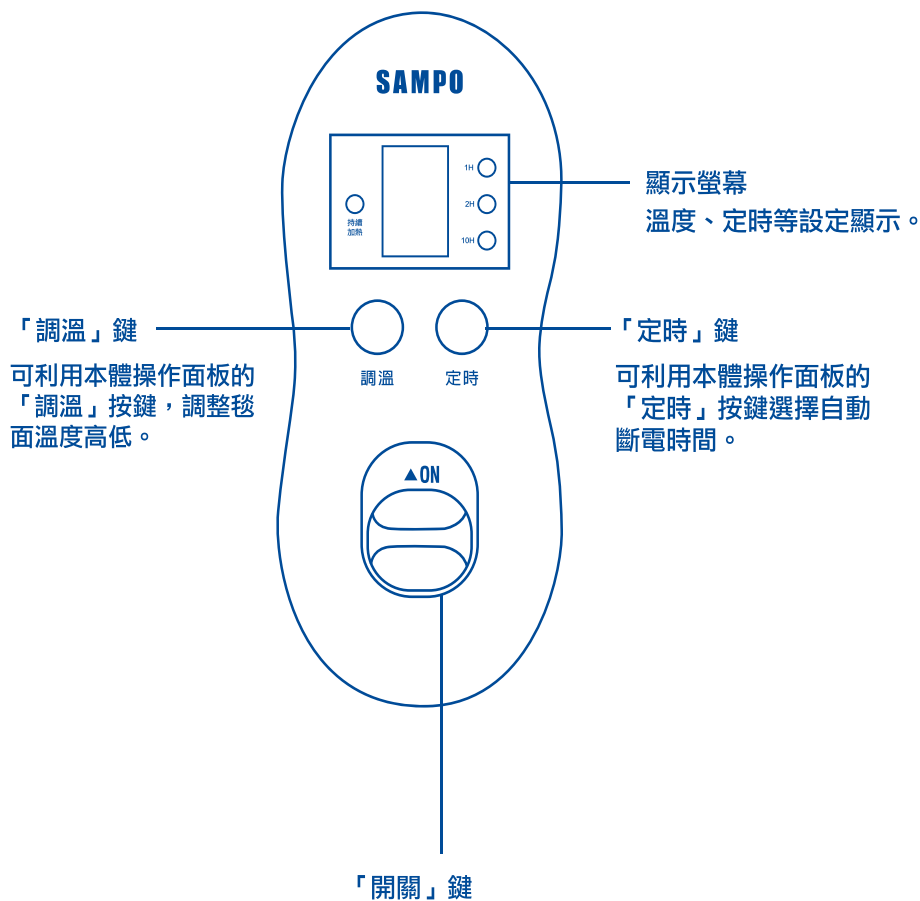 SAMPO
1H
2H
10H
持續
加熱
顯示螢幕
溫度、定時等設定顯示。
「調溫」鍵
可利用本體操作面板的
「調溫」按鍵，調整毯
面溫度高低。
調溫
定時
「定時」鍵
可利用本體操作面板的
「定時」按鍵選擇自動
斷電時間。
▲ON
「開關」鍵